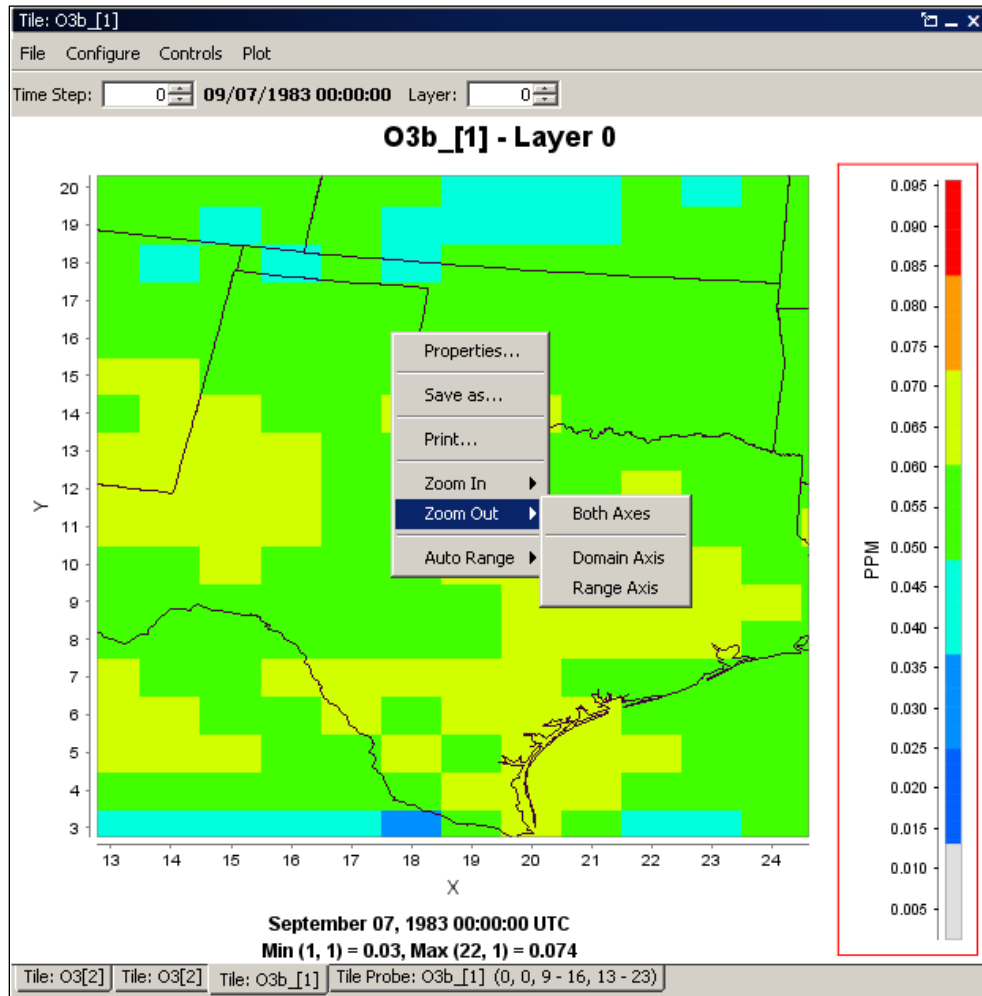 Tile: O3b_[1]
File Configure Controls Plot
Time Step: 0 09/07/1983 00:00:00 Layer: 0
O3b_[1] - Layer 0
20
19
18
17
16
15
14
13
12
11
10
9
8
7
6
5
4
3
Y
13 14 15 16 17 18 19 20 21 22 23 24
X
Properties...
Save as...
Print...
Zoom In
Zoom Out
Auto Range
Both Axes
Domain Axis
Range Axis
0.095
0.090
0.085
0.080
0.075
0.070
0.065
0.060
0.050
0.045
0.040
0.035
0.030
0.025
0.020
0.015
0.010
0.005
PPM
September 07, 1983 00:00:00 UTC
Min (1, 1) = 0.03, Max (22, 1) = 0.074
Tile: O3[2] Tile: O3[2] Tile: O3b_[1] Tile Probe: O3b_[1] (0, 0, 9 - 16, 13 - 23)